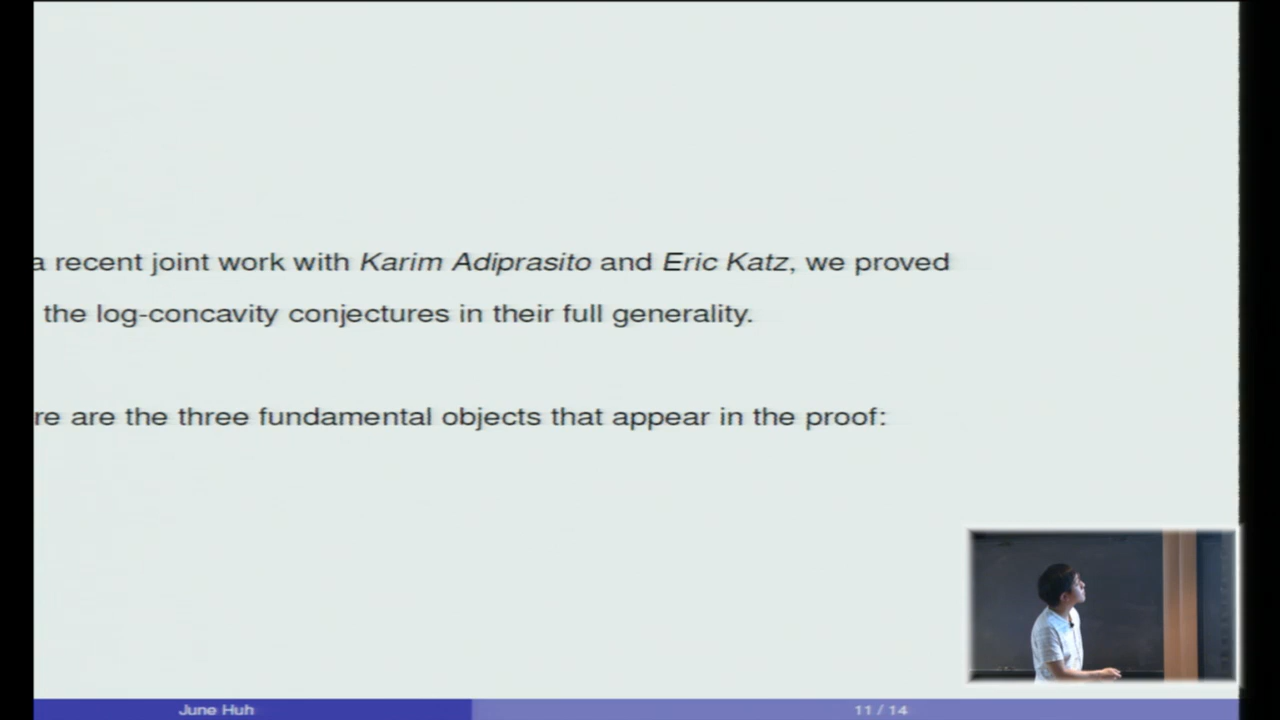 a recent joint work with Karim Adiprasito and Eric Katz, we proved
the log-concavity conjectures in their full generality.
re are the three fundamental objects that appear in the proof:
June Huh
11 / 14